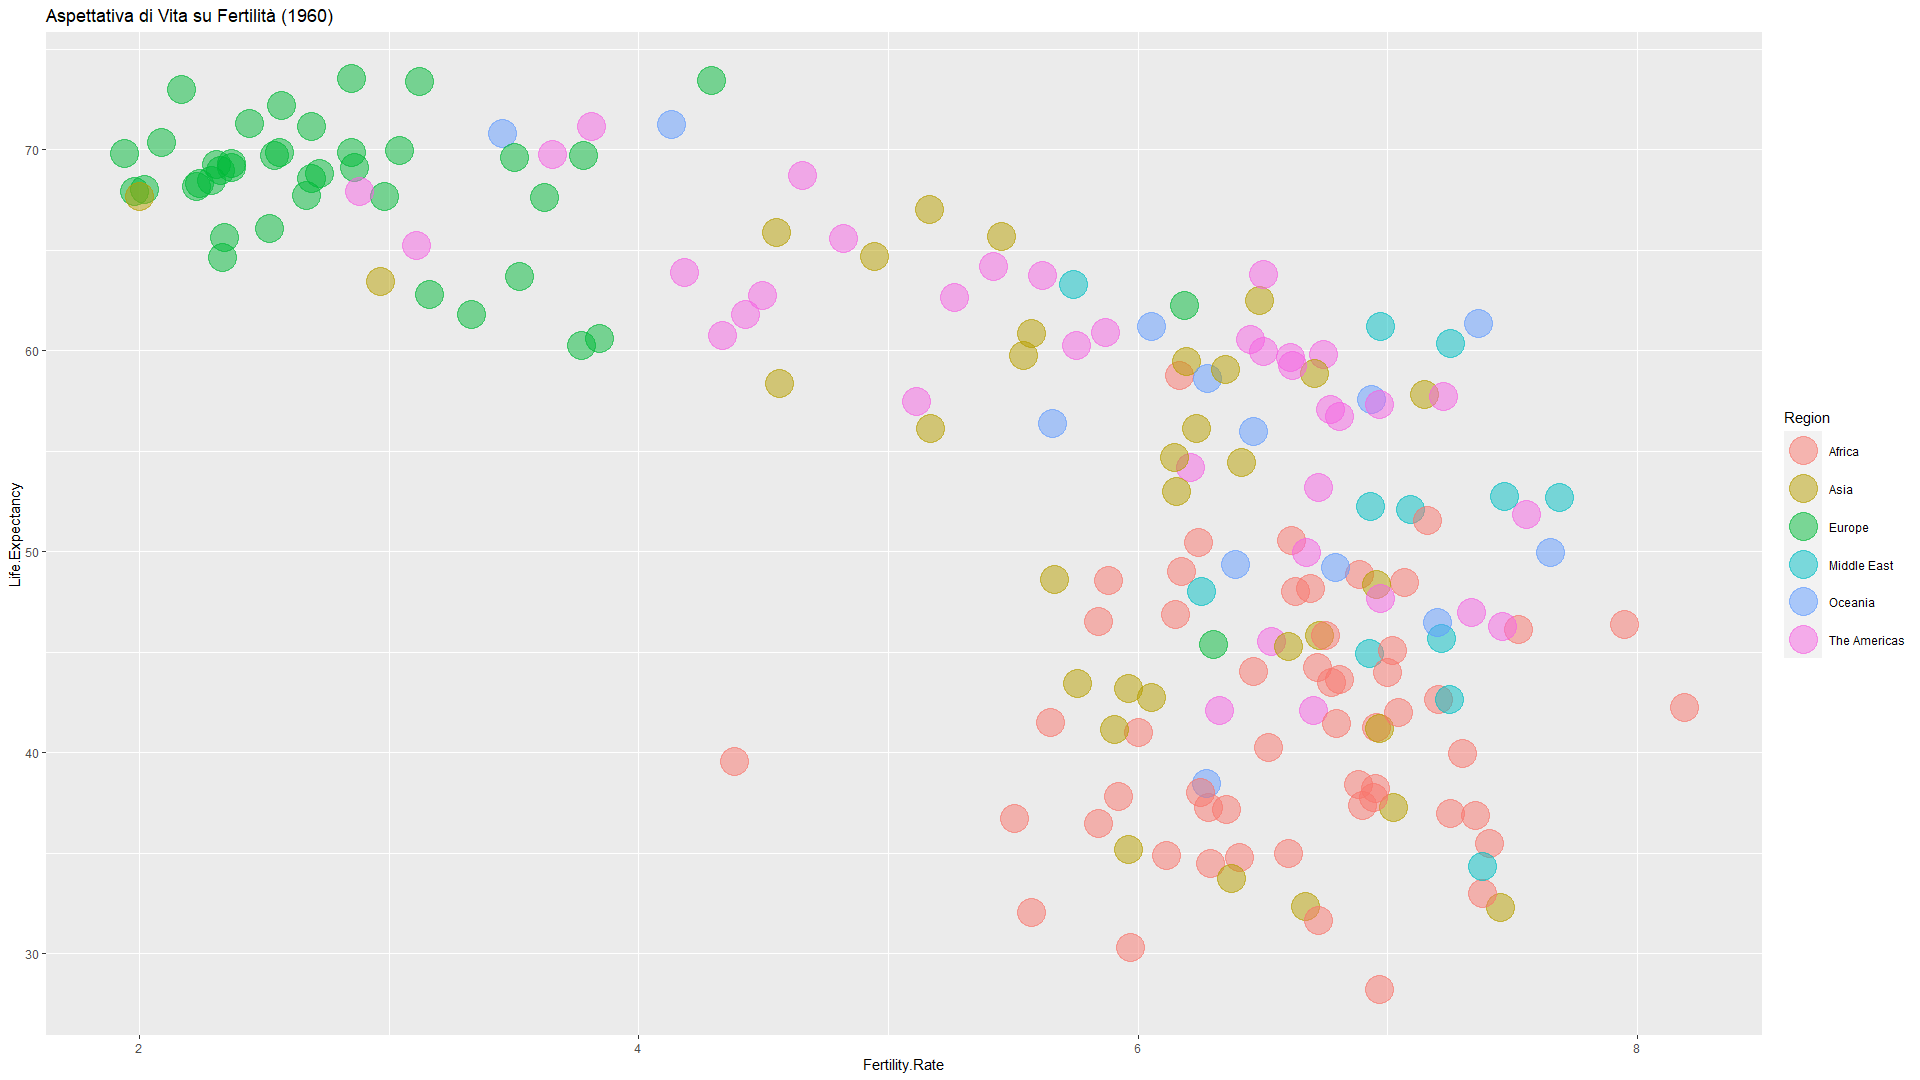 Aspettativa di Vita su Fertilità (1960)
70
60
50
40
30
Life.Expectancy
2
4
6
8
Fertility.Rate
Region
Africa
Asia
Europe
Middle East
Oceania
The Americas